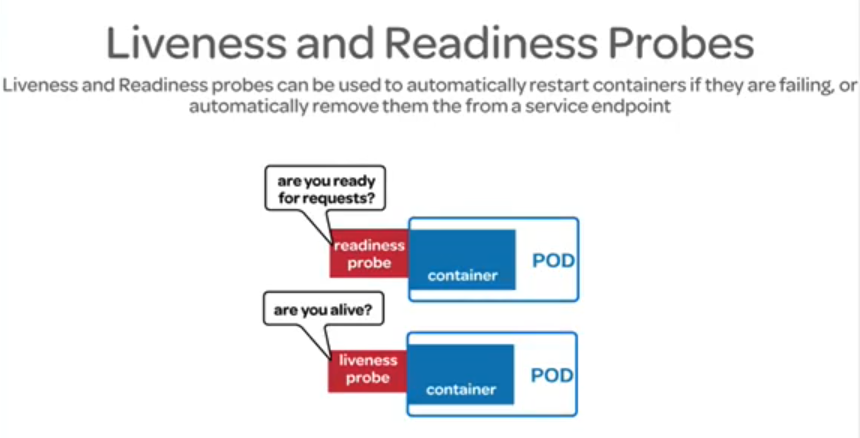 Liveness and Readiness Probes
Liveness and Readiness probes can be used to automatically restart containers if they are failing, or
automatically remove them the from a service endpoint
are you ready
for requests?
readiness
probe
container
POD
are you alive?
liveness
probe
container
POD